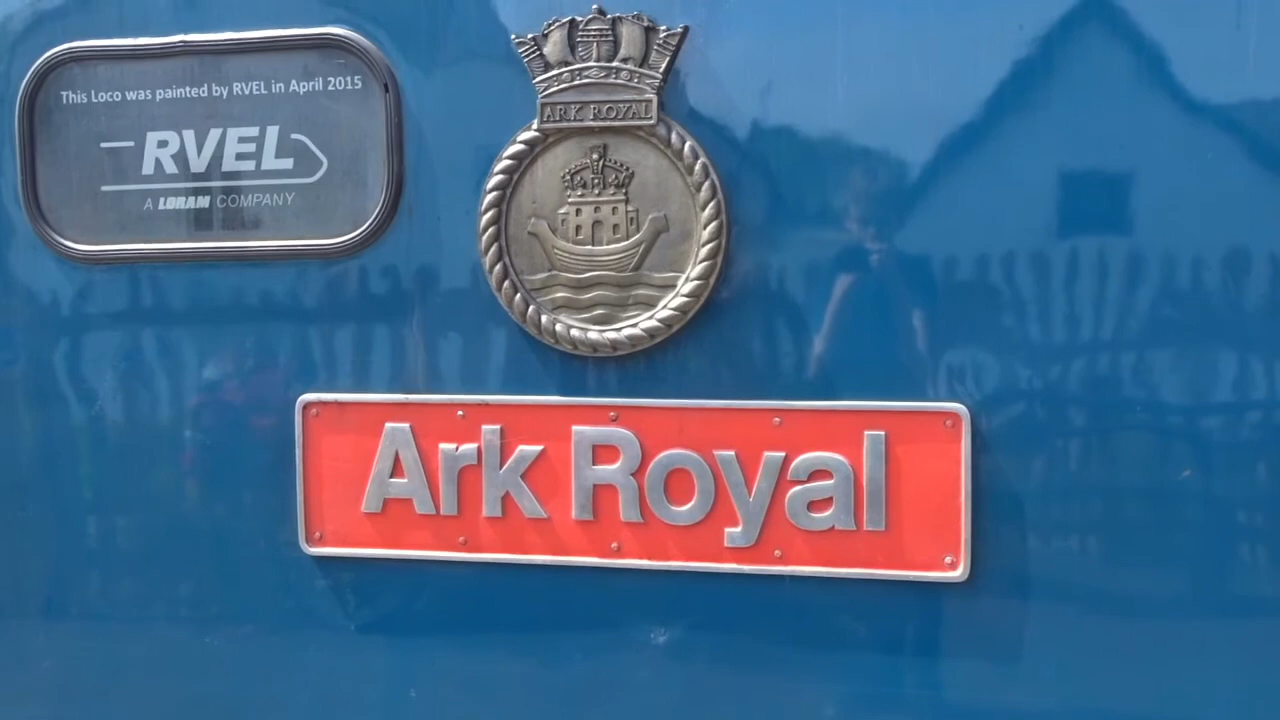 This Loco was painted by RVEL in April 2015
RVEL
A LORAM COMPANY
ARK ROYAL
Ark Royal